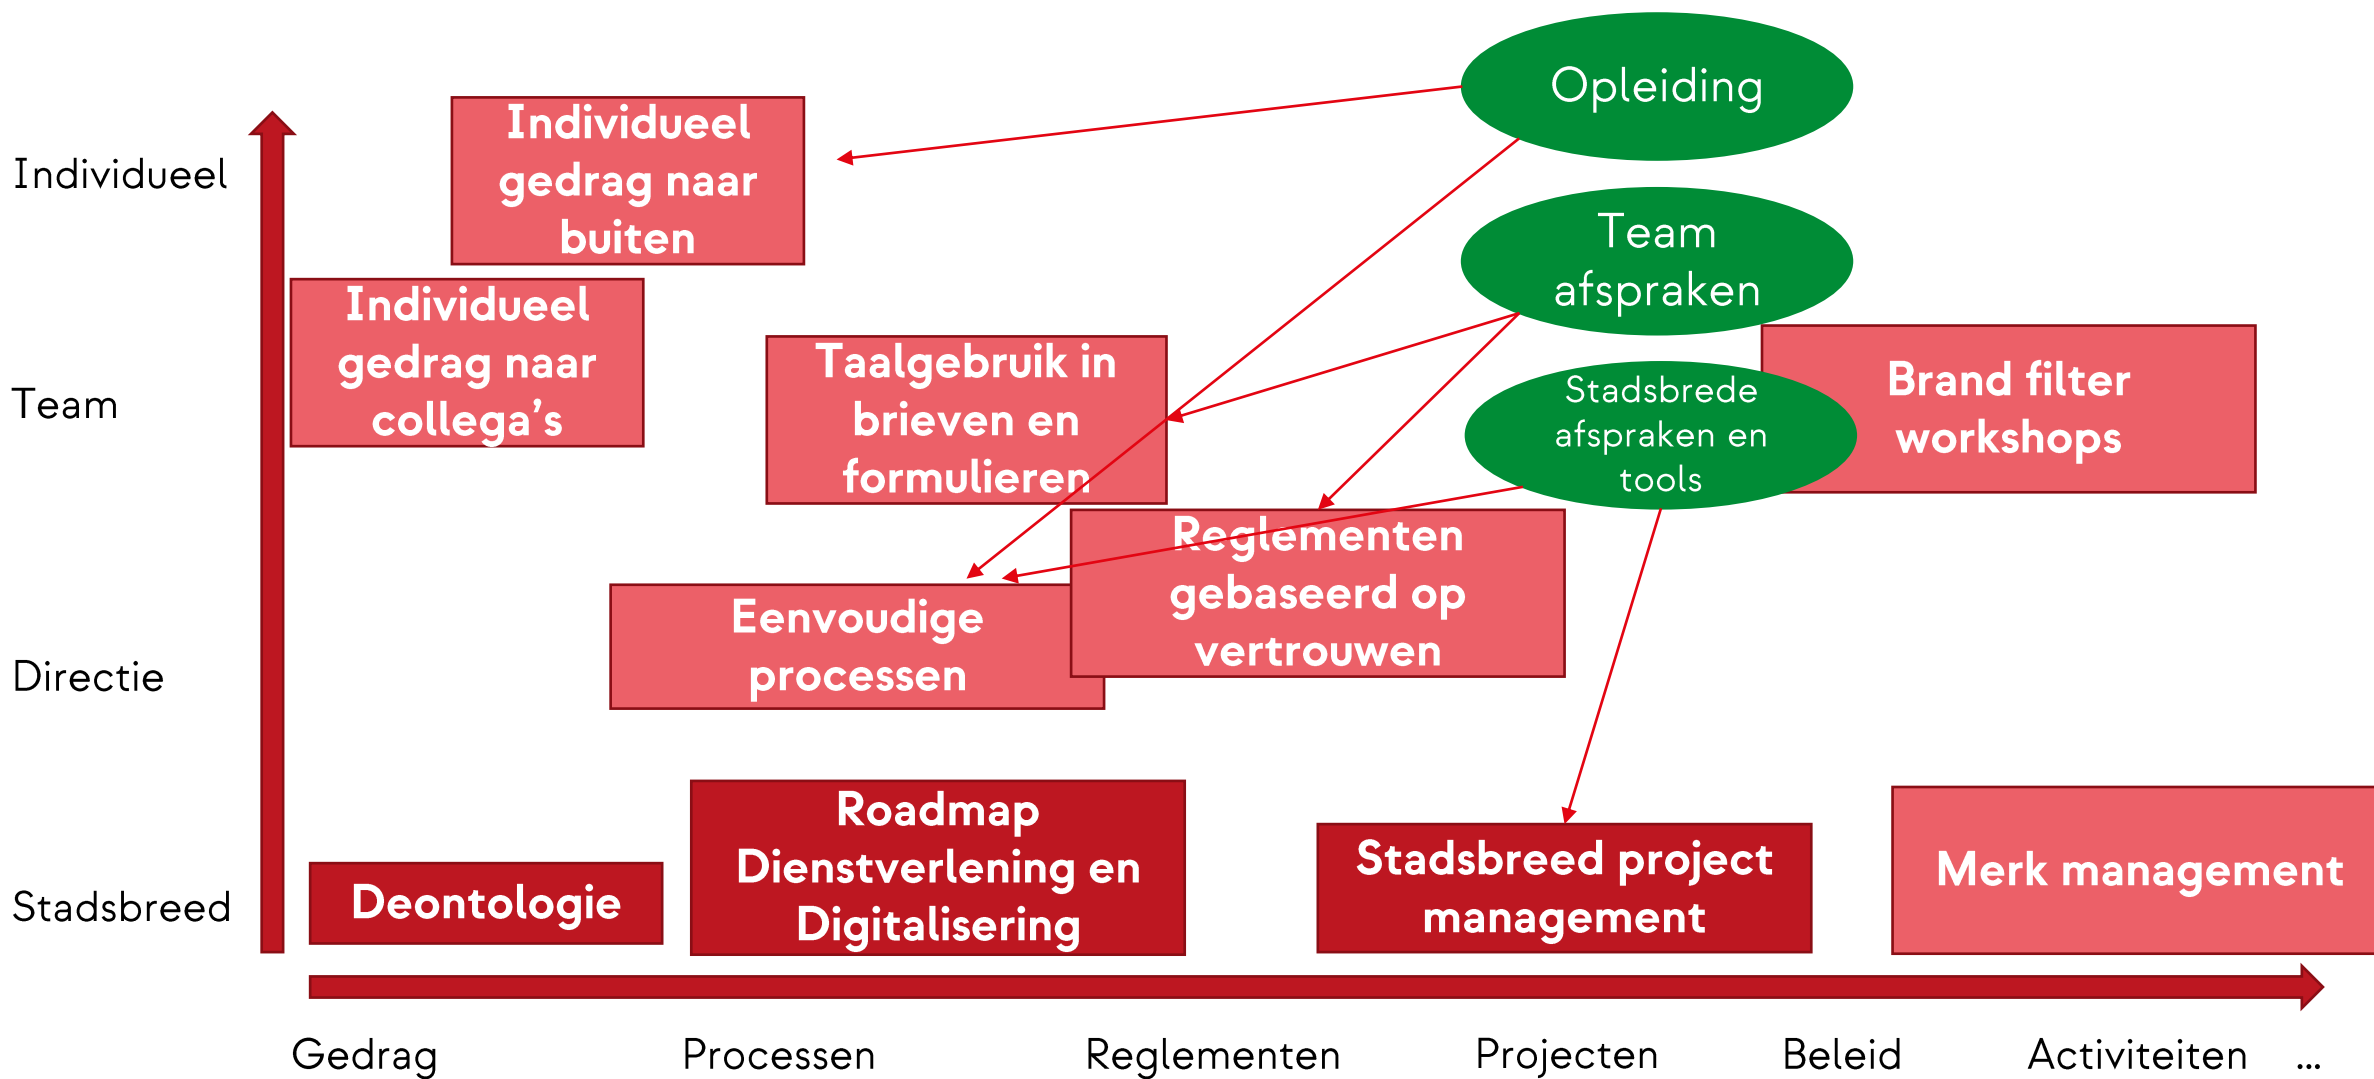 Opleiding
Individueel
gedrag naar
buiten
Individueel
Team
afspraken
Individueel
gedrag naar
collega’s
Taalgebruik in
brieven en
formulieren
Stadsbrede
afspraken en
tools
Brand filter
workshops
Team
Reglementen
gebaseerd op
vertrouwen
Eenvoudige
processen
Directie
Roadmap
Dienstverlening en
Digitalisering
Stadsbreed project
management
Merk management
Deontologie
Stadsbreed
Gedrag
Processen
Reglementen
Projecten
Beleid
Activiteiten
...